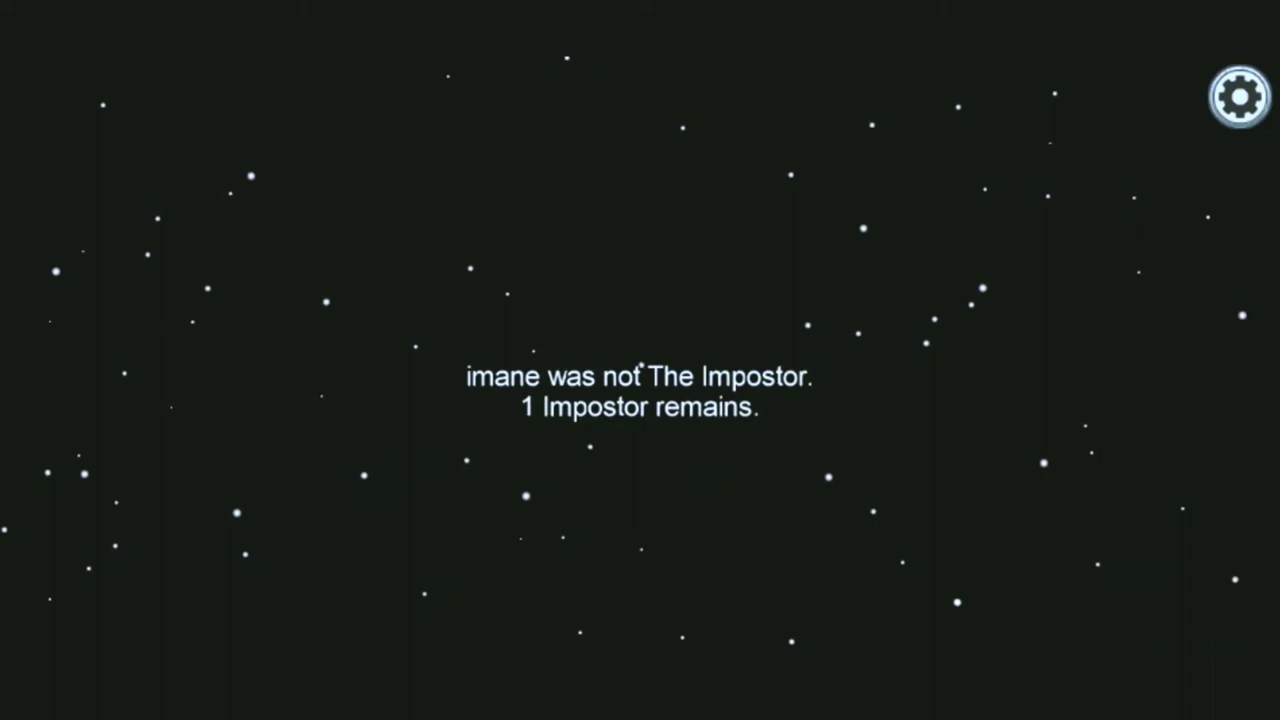 imane was not The Impostor.
1 Impostor remains.